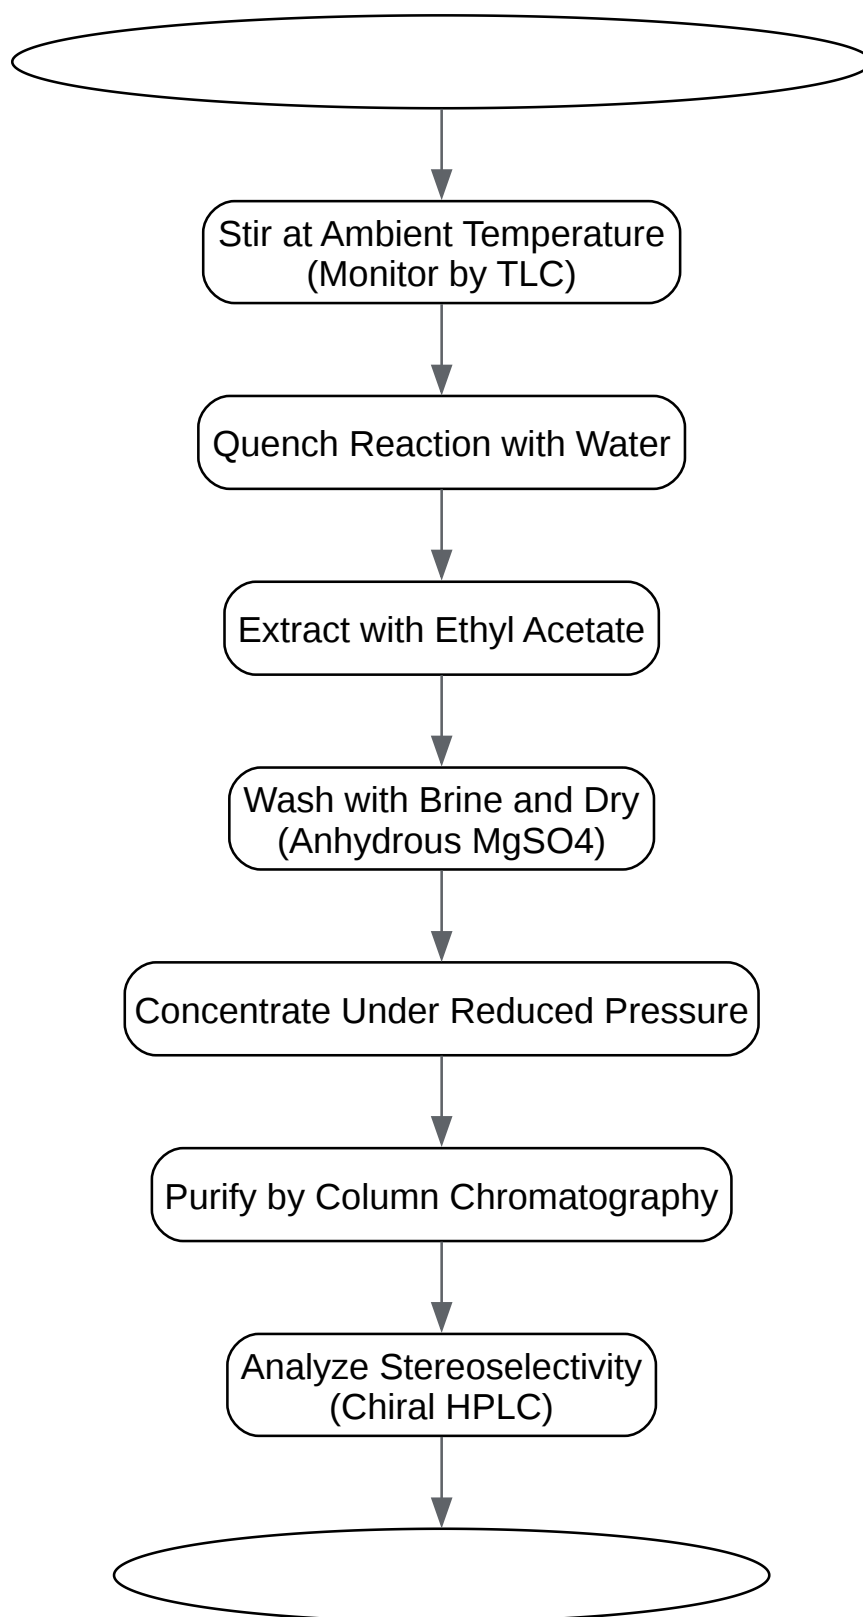 Stir at Ambient Temperature
(Monitor by TLC)
Quench Reaction with Water
Extract with Ethyl Acetate
Wash with Brine and Dry
(Anhydrous MgSO4)
Concentrate Under Reduced Pressure
Purify by Column Chromatography
Analyze Stereoselectivity
(Chiral HPLC)